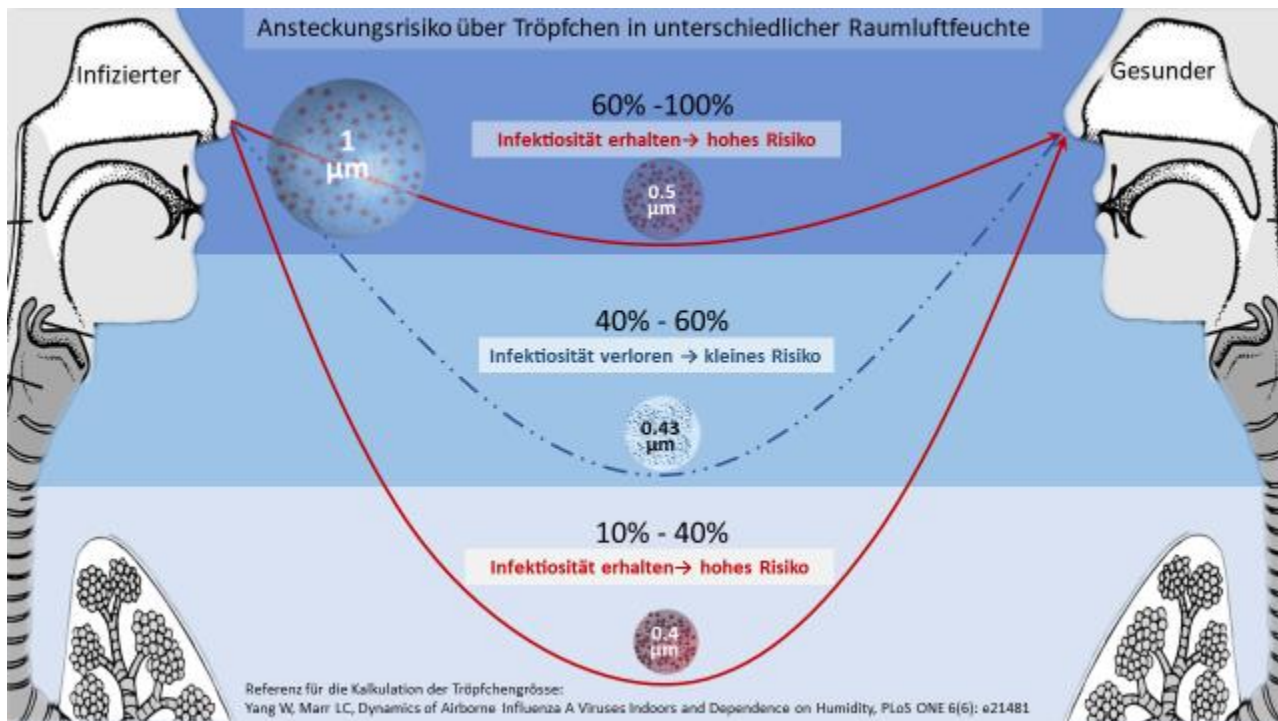 Ansteckungsrisiko über Tröpfchen in unterschiedlicher Raumluftfeuchte
Infizierter
Gesunder
1
µm
60% -100%
Infektiosität erhalten→ hohes Risiko
0.5
µm
40% - 60%
Infektiosität verloren → kleines Risiko
0.43
µm
10% - 40%
Infektiosität erhalten→ hohes Risiko
0.4
µm
Referenz für die Kalkulation der Tröpfchengrösse:
Yang W, Marr LC, Dynamics of Airborne Influenza A Viruses Indoors and Dependence on Humidity, PLoS ONE 6(6): e21481